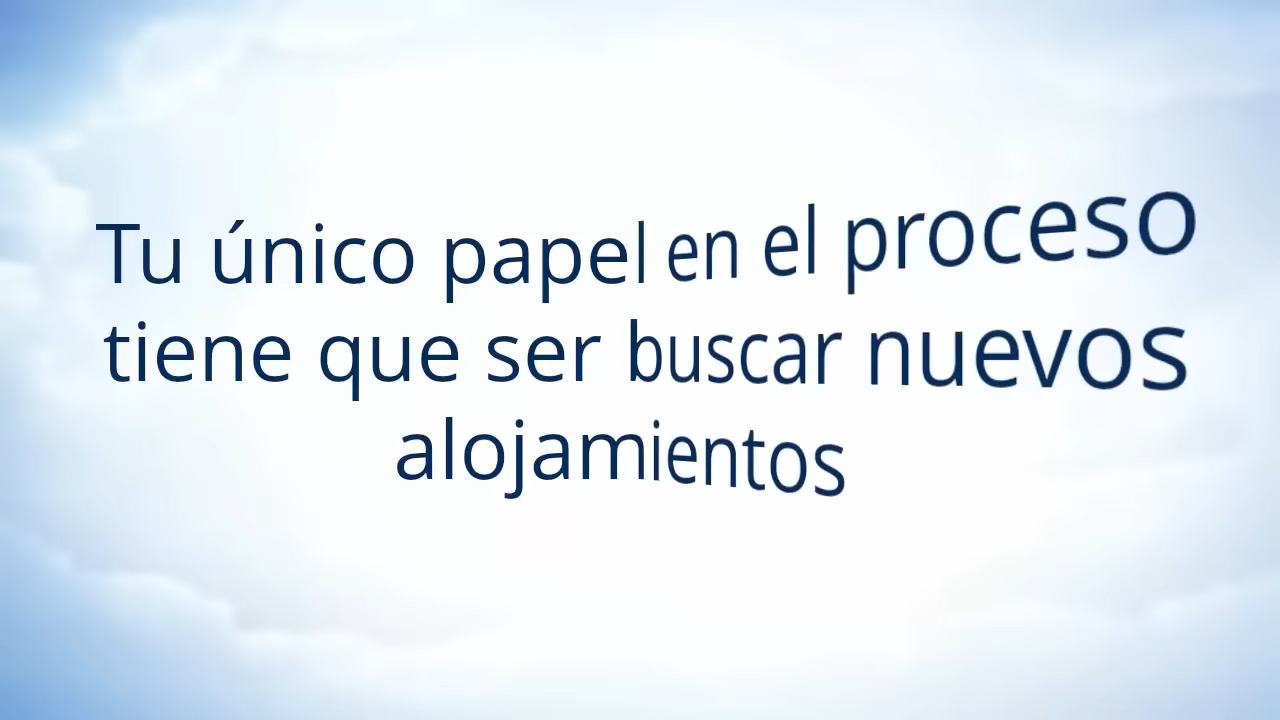 Tu único papel en el proceso
tiene que ser buscar nuevos
alojamientos